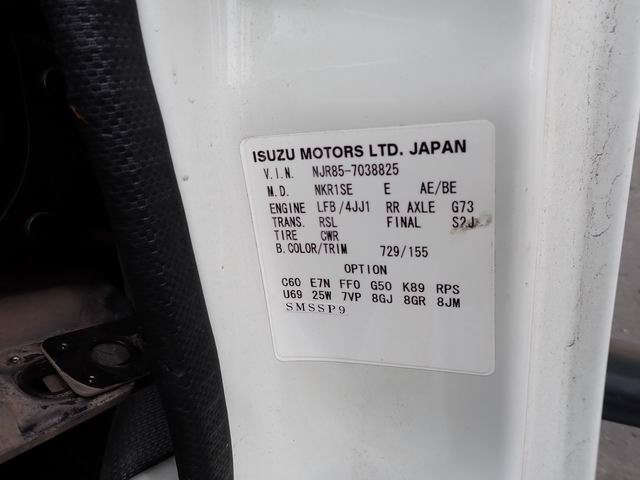 ISUZU MOTORS LTD. JAPAN
V.I.N. NJR85-7038825
M.D. NKR1SE E AE/BE
ENGINE LFB/4JJ1 RR AXLE G73
TRANS. RSL FINAL S2J
TIRE CWR
B.COLOR/TRIM 729/155
OPTION
C60 E7N FF0 G50 K89 RPS
U69 25W 7VP 8GJ 8GR 8JM
SMSSP9